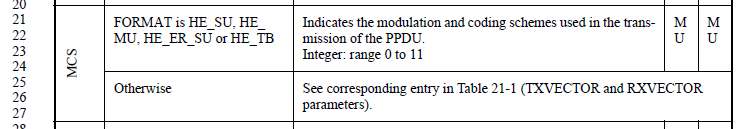 20
21
22
23
24
25
26
27
MCS
FORMAT is HE_SU, HE_
MU, HE_ER_SU or HE_TB
Indicates the modulation and coding schemes used in the trans-
mission of the PPDU.
Integer: range 0 to 11
M
U
M
U
Otherwise
See corresponding entry in Table 21-1 (TXVECTOR and RXVECTOR
parameters).